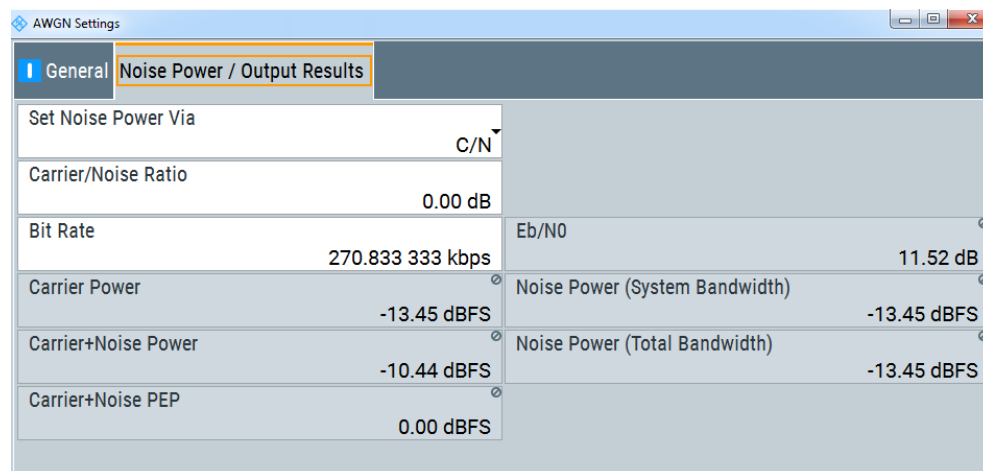 AWGN Settings
General Noise Power / Output Results
Set Noise Power Via
C/N
Carrier/Noise Ratio
0.00 dB
Bit Rate
270.833 333 kbps
Eb/N0
11.52 dB
Carrier Power
-13.45 dBFS
Noise Power (System Bandwidth)
-13.45 dBFS
Carrier+Noise Power
-10.44 dBFS
Noise Power (Total Bandwidth)
-13.45 dBFS
Carrier+Noise PEP
0.00 dBFS